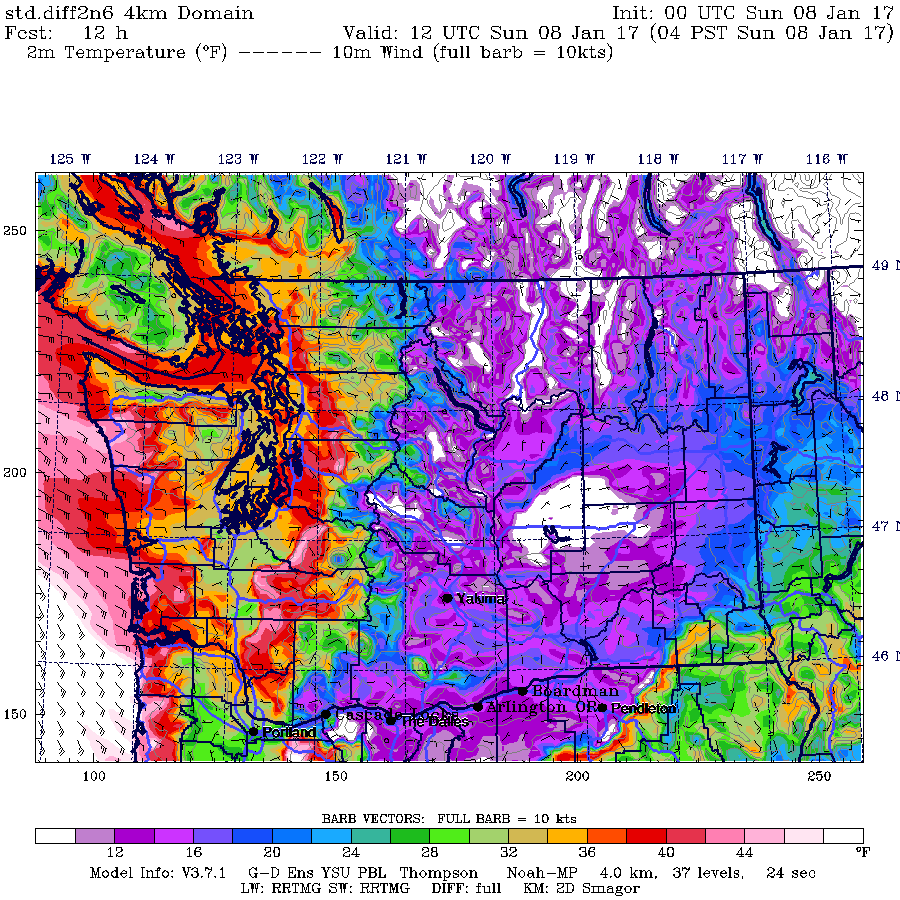 std.diff2n6 4km Domain Init: 00 UTC Sun 08 Jan 17
Fcst: 12 h Valid: 12 UTC Sun 08 Jan 17 (04 PST Sun 08 Jan 17)
2m Temperature (°F) ------ 10m Wind (full barb = 10kts)
125 W 124 W 123 W 122 W 121 W 120 W 119 W 118 W 117 W 116 W
250
49
48
200
47
Yakima
46
Boardman
150 Arlington OR Pendleton
The Dalles
Portland
100 150 200 250
BARB VECTORS: FULL BARB = 10 kts
12 16 20 24 28 32 36 40 44 °F
Model Info: V3.7.1 G-D Ens YSU PBL Thompson Noah-MP 4.0 km, 37 levels, 24 sec
LW: RRTMG SW: RRTMG DIFF: full KM: 2D Smagor